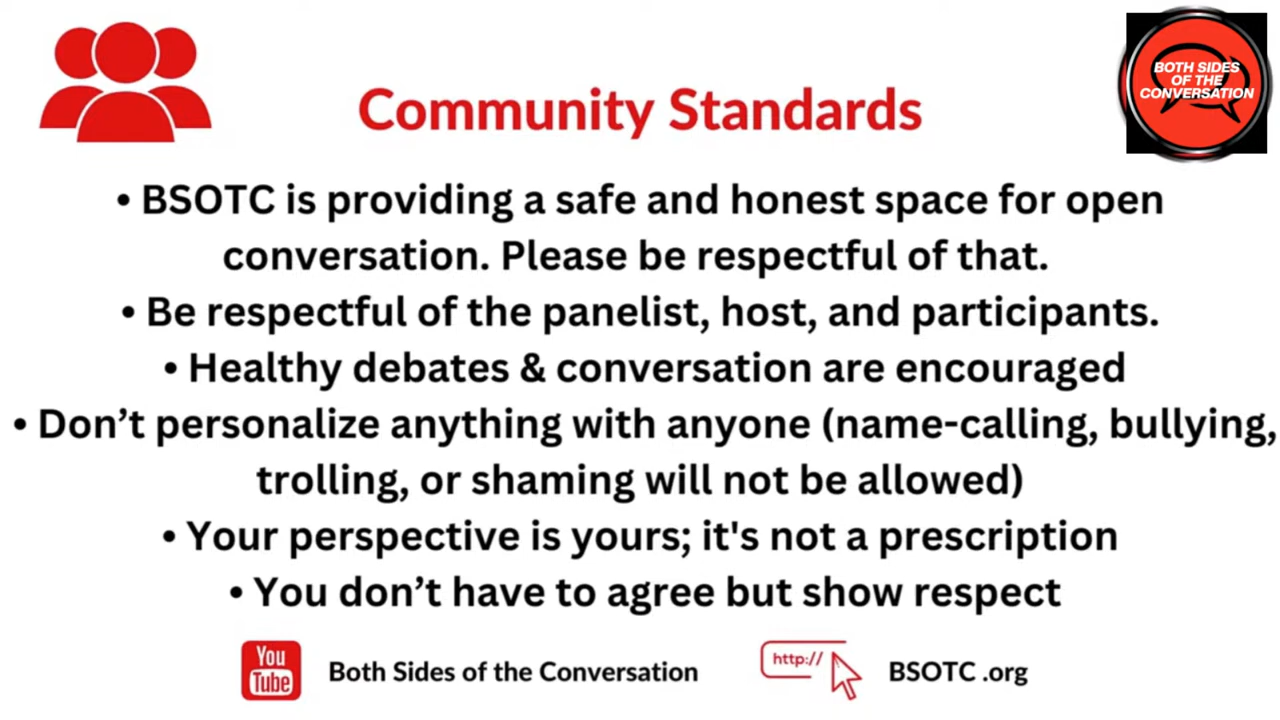 BOTH SIDES
OF THE
CONVERSATION
Community Standards
• BSOTC is providing a safe and honest space for open
conversation. Please be respectful of that.
• Be respectful of the panelist, host, and participants.
• Healthy debates & conversation are encouraged
• Don’t personalize anything with anyone (name-calling, bullying,
trolling, or shaming will not be allowed)
• Your perspective is yours; it's not a prescription
• You don’t have to agree but show respect
You
Tube
Both Sides of the Conversation
http://
BSOTC .org